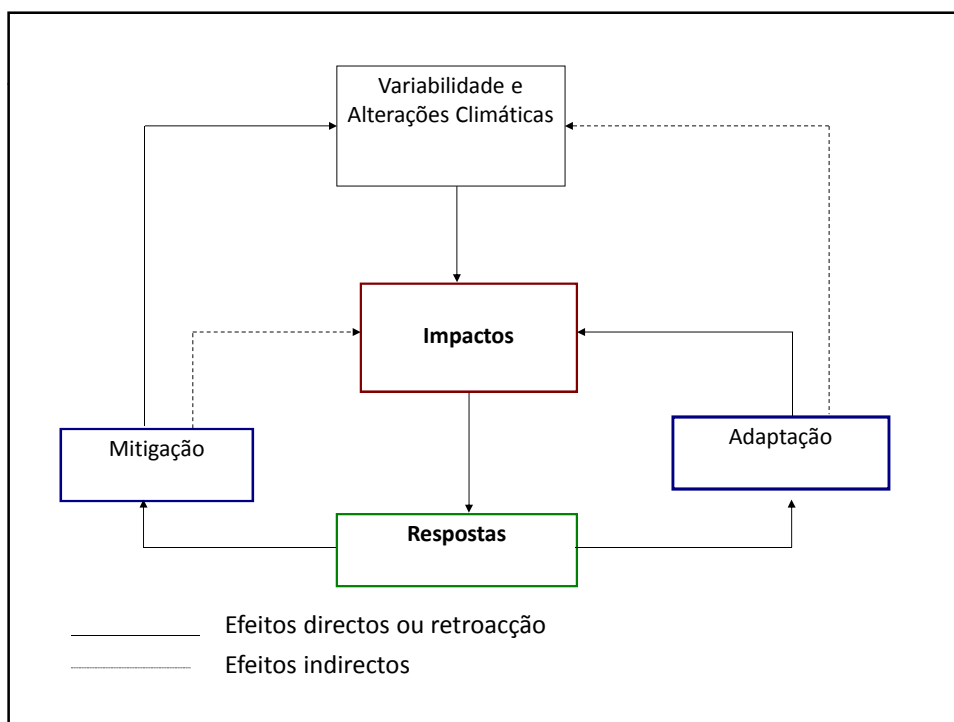 Variabilidade e
Alterações Climáticas
Impactos
Mitigação
Adaptação
Respostas
Efeitos directos ou retroacção
Efeitos indirectos